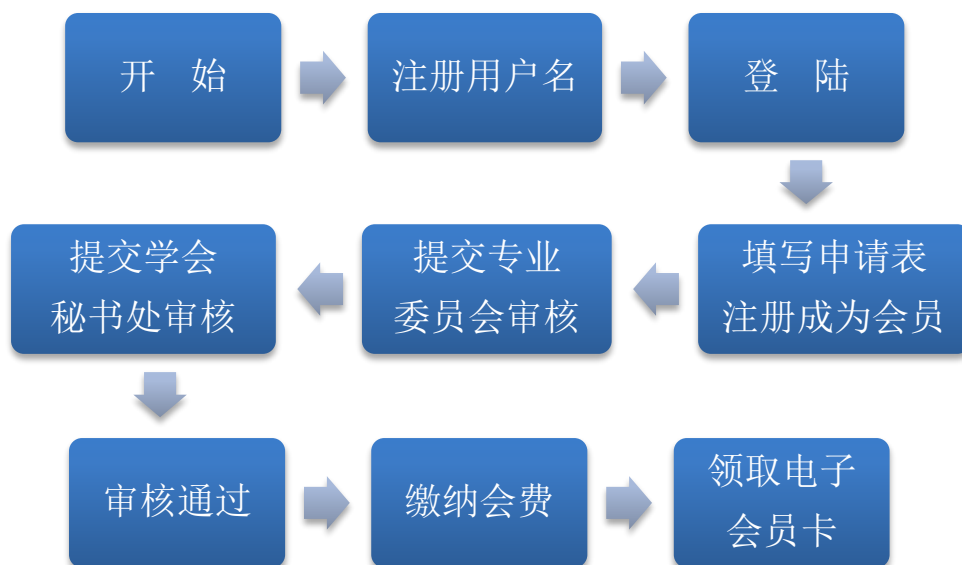 开 始
注册用户名
登 陆
填写申请表
注册成为会员
提交专业
委员会审核
提交学会
秘书处审核
审核通过
缴纳会费
领取电子
会员卡